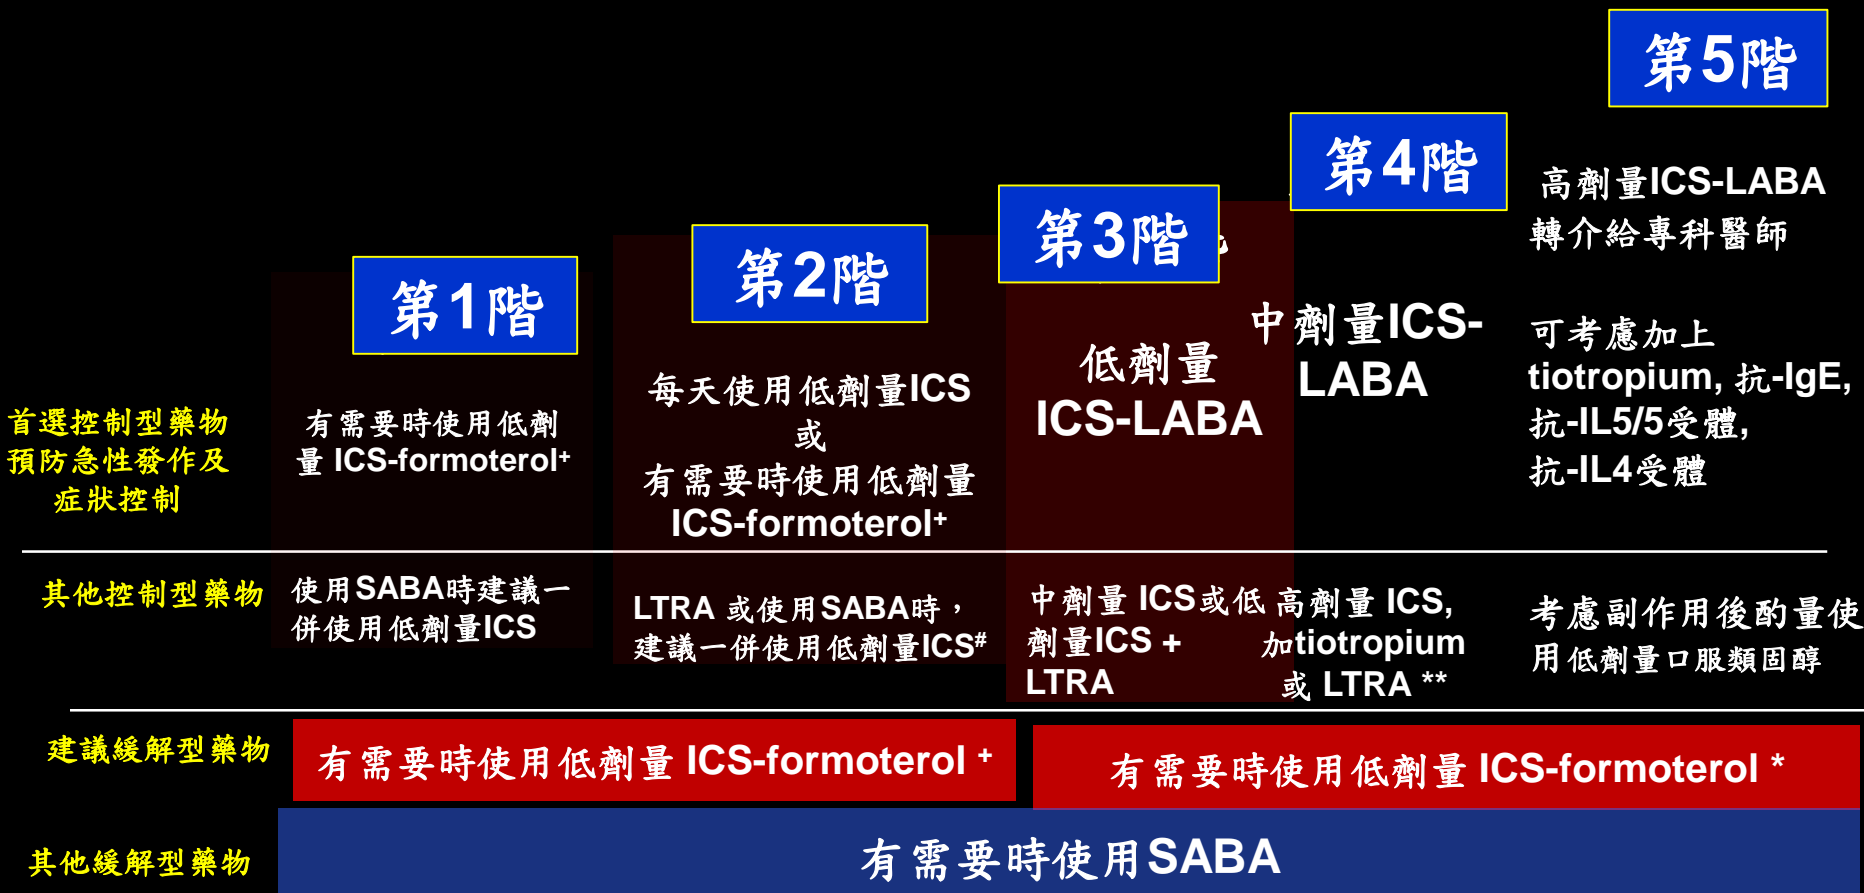 第5階
第4階
第3階
第2階
第1階
首選控制型藥物
預防急性發作及
症狀控制
有需要時使用低劑
量 ICS-formoterol+
每天使用低劑量ICS
或
有需要時使用低劑量
ICS-formoterol+
低劑量
ICS-LABA
中劑量ICS-
LABA
高劑量ICS-LABA
轉介給專科醫師
可考慮加上
tiotropium, 抗-IgE,
抗-IL5/5受體,
抗-IL4受體
其他控制型藥物
使用SABA時建議一
併使用低劑量ICS
LTRA 或使用SABA時，
建議一併使用低劑量ICS#
中劑量 ICS或低
劑量ICS +
LTRA
高劑量 ICS,
加tiotropium
或 LTRA **
考慮副作用後酌量使
用低劑量口服類固醇
建議緩解型藥物
有需要時使用低劑量 ICS-formoterol +
有需要時使用低劑量 ICS-formoterol *
其他緩解型藥物
有需要時使用SABA